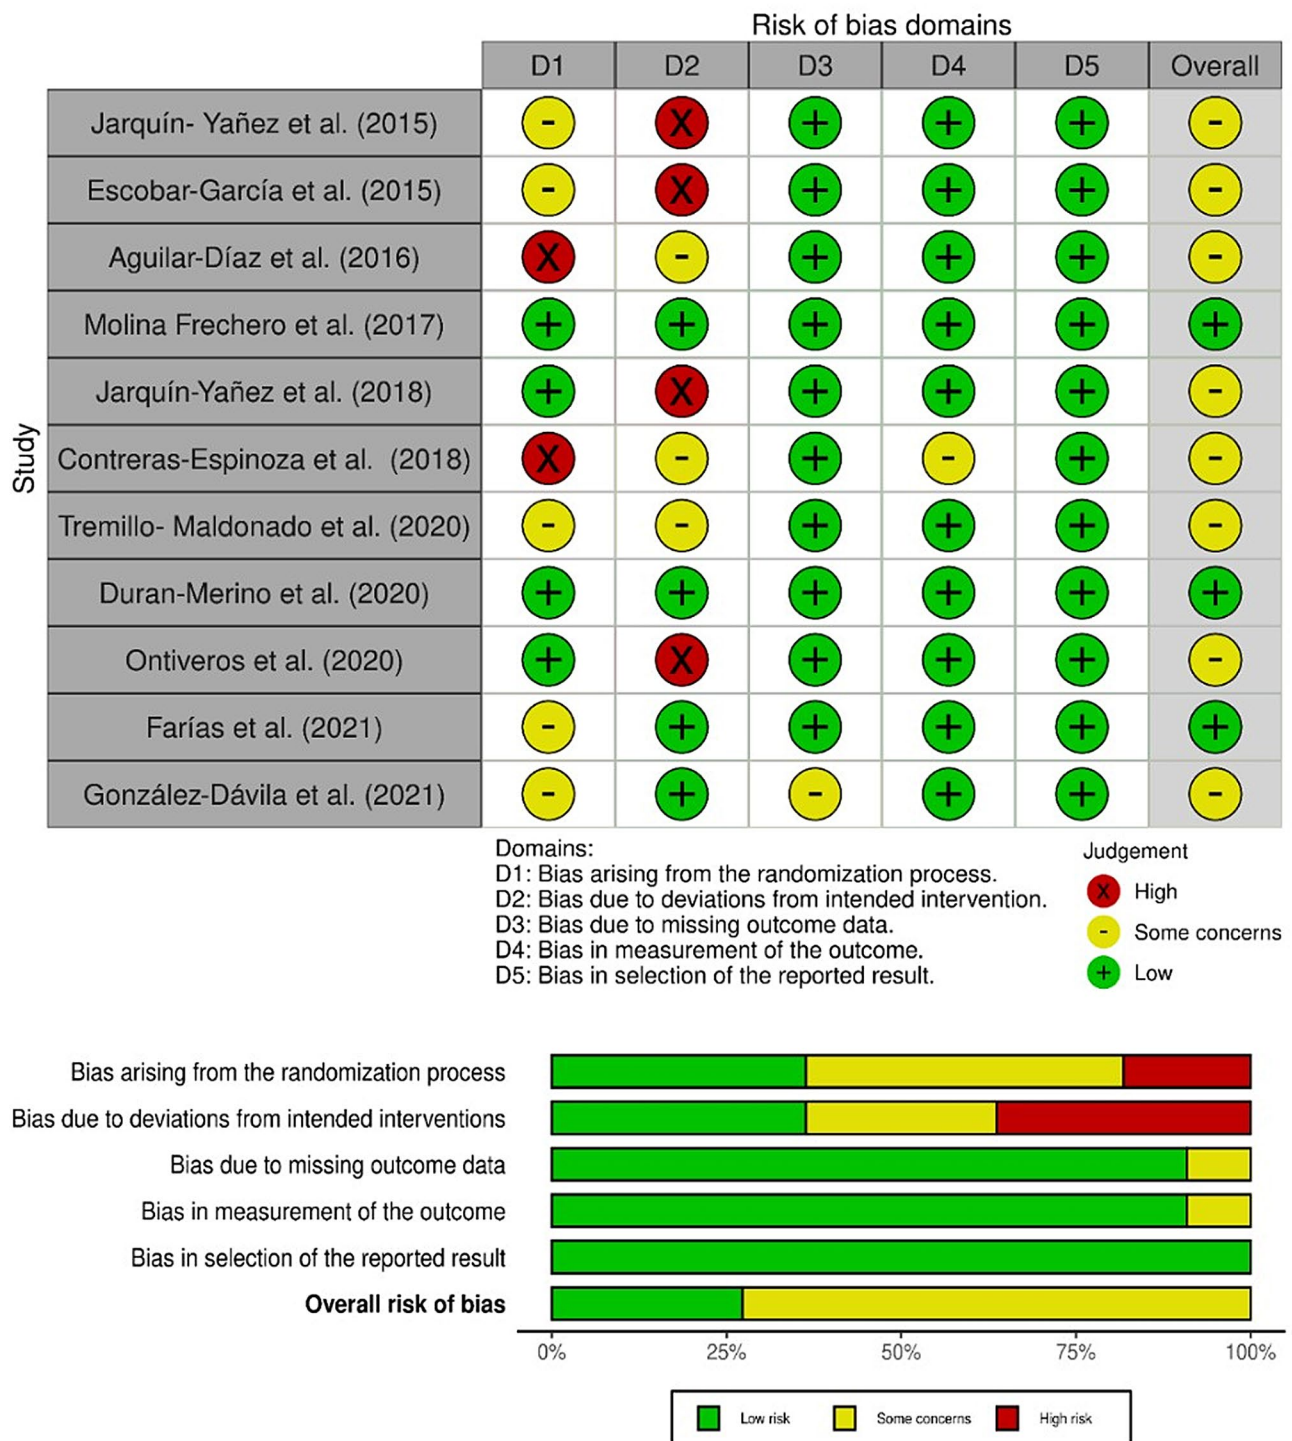 Risk of bias domains
D1 D2 D3 D4 D5 Overall
Study
Jarquín- Yañez et al. (2015) - X + + + -
Escobar-García et al. (2015) - X + + + -
Aguilar-Díaz et al. (2016) X - + + + -
Molina Frechero et al. (2017) + + + + + +
Jarquín-Yañez et al. (2018) + X + + + -
Contreras-Espinoza et al. (2018) X - + - + -
Tremillo- Maldonado et al. (2020) - - + + + -
Duran-Merino et al. (2020) + + + + + +
Ontiveros et al. (2020) + X + + + -
Farías et al. (2021) - + + + + +
González-Dávila et al. (2021) - + - + + -
Domains:
D1: Bias arising from the randomization process.
D2: Bias due to deviations from intended intervention.
D3: Bias due to missing outcome data.
D4: Bias in measurement of the outcome.
D5: Bias in selection of the reported result.
Judgement
X High
- Some concerns
+ Low
Bias arising from the randomization process
Bias due to deviations from intended interventions
Bias due to missing outcome data
Bias in measurement of the outcome
Bias in selection of the reported result
Overall risk of bias
0% 25% 50% 75% 100%
Low risk Some concerns High risk